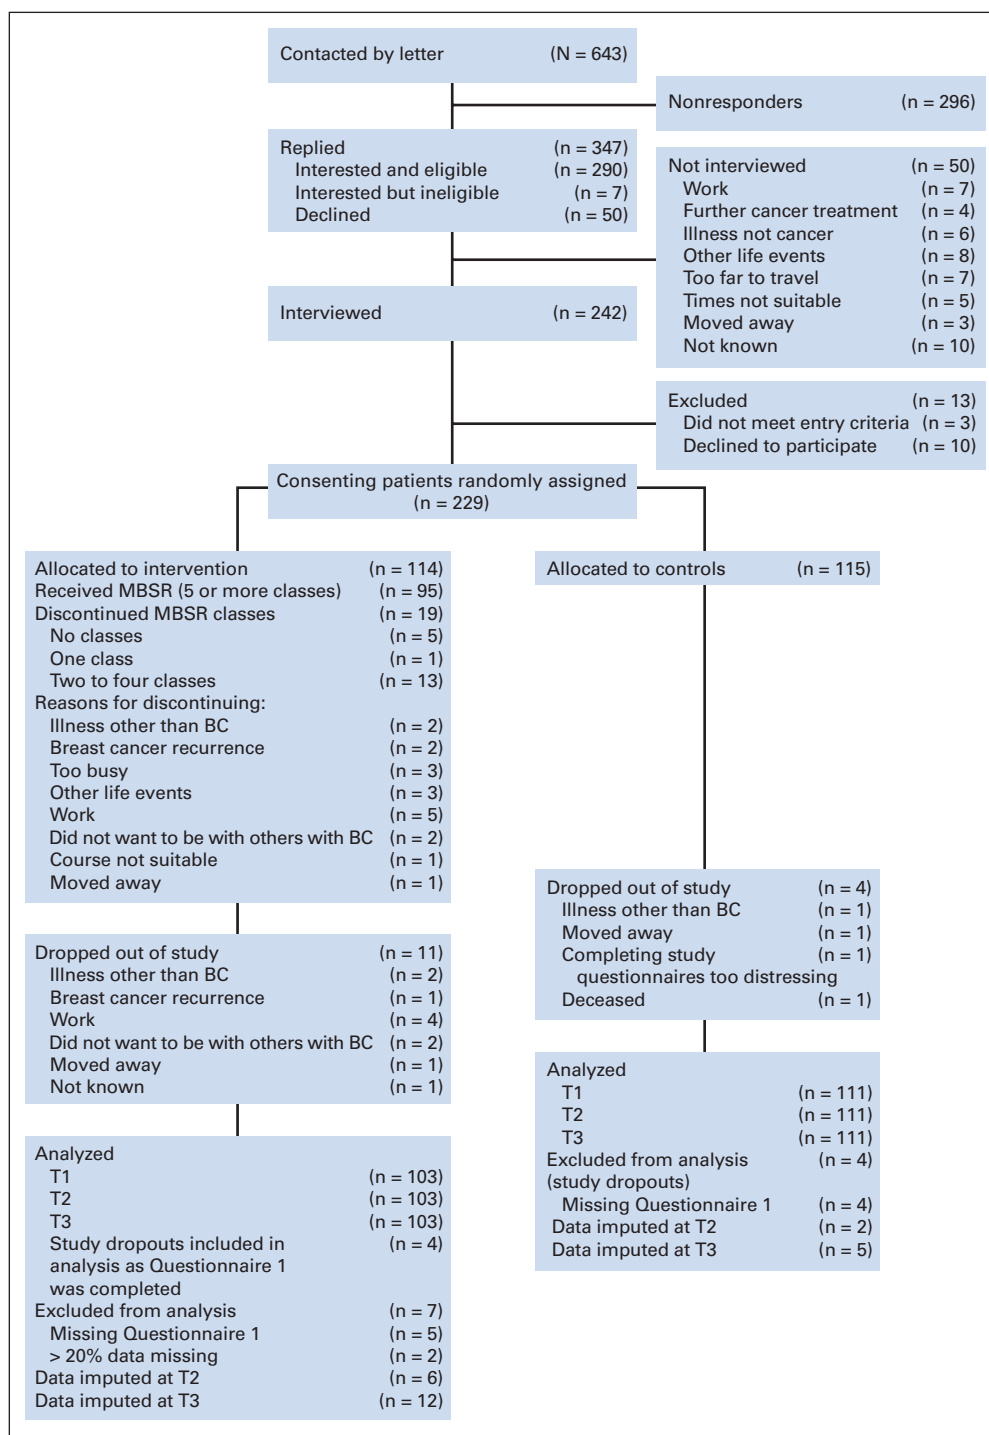 Contacted by letter (N = 643)
Nonresponders (n = 296)
Replied (n = 347)
Interested and eligible (n = 290)
Interested but ineligible (n = 7)
Declined (n = 50)
Not interviewed (n = 50)
Work (n = 7)
Further cancer treatment (n = 4)
Illness not cancer (n = 6)
Other life events (n = 8)
Too far to travel (n = 7)
Times not suitable (n = 5)
Moved away (n = 3)
Not known (n = 10)
Interviewed (n = 242)
Excluded (n = 13)
Did not meet entry criteria (n = 3)
Declined to participate (n = 10)
Consenting patients randomly assigned
(n = 229)
Allocated to intervention (n = 114)
Received MBSR (5 or more classes) (n = 95)
Discontinued MBSR classes (n = 19)
No classes (n = 5)
One class (n = 1)
Two to four classes (n = 13)
Reasons for discontinuing:
Illness other than BC (n = 2)
Breast cancer recurrence (n = 2)
Too busy (n = 3)
Other life events (n = 3)
Work (n = 5)
Did not want to be with others with BC (n = 2)
Course not suitable (n = 1)
Moved away (n = 1)
Dropped out of study (n = 11)
Illness other than BC (n = 2)
Breast cancer recurrence (n = 1)
Work (n = 4)
Did not want to be with others with BC (n = 2)
Moved away (n = 1)
Not known (n = 1)
Analyzed
T1 (n = 103)
T2 (n = 103)
T3 (n = 103)
Study dropouts included in (n = 4)
analysis as Questionnaire 1
was completed
Excluded from analysis (n = 7)
Missing Questionnaire 1 (n = 5)
> 20% data missing (n = 2)
Data imputed at T2 (n = 6)
Data imputed at T3 (n = 12)
Allocated to controls (n = 115)
Dropped out of study (n = 4)
Illness other than BC (n = 1)
Moved away (n = 1)
Completing study (n = 1)
questionnaires too distressing
Deceased (n = 1)
Analyzed
T1 (n = 111)
T2 (n = 111)
T3 (n = 111)
Excluded from analysis (n = 4)
(study dropouts)
Missing Questionnaire 1 (n = 4)
Data imputed at T2 (n = 2)
Data imputed at T3 (n = 5)